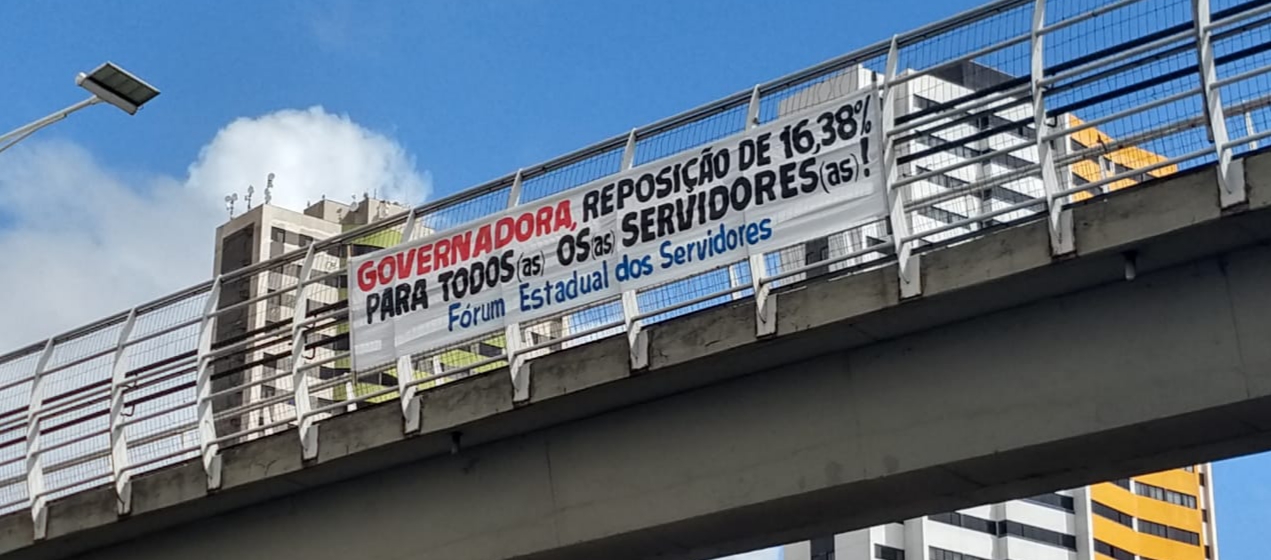 GOVERNADORA, REPOSIÇÃO DE 16,38%
PARA TODOS(as) OS(as) SERVIDORES(as)!
Fórum Estadual dos Servidores